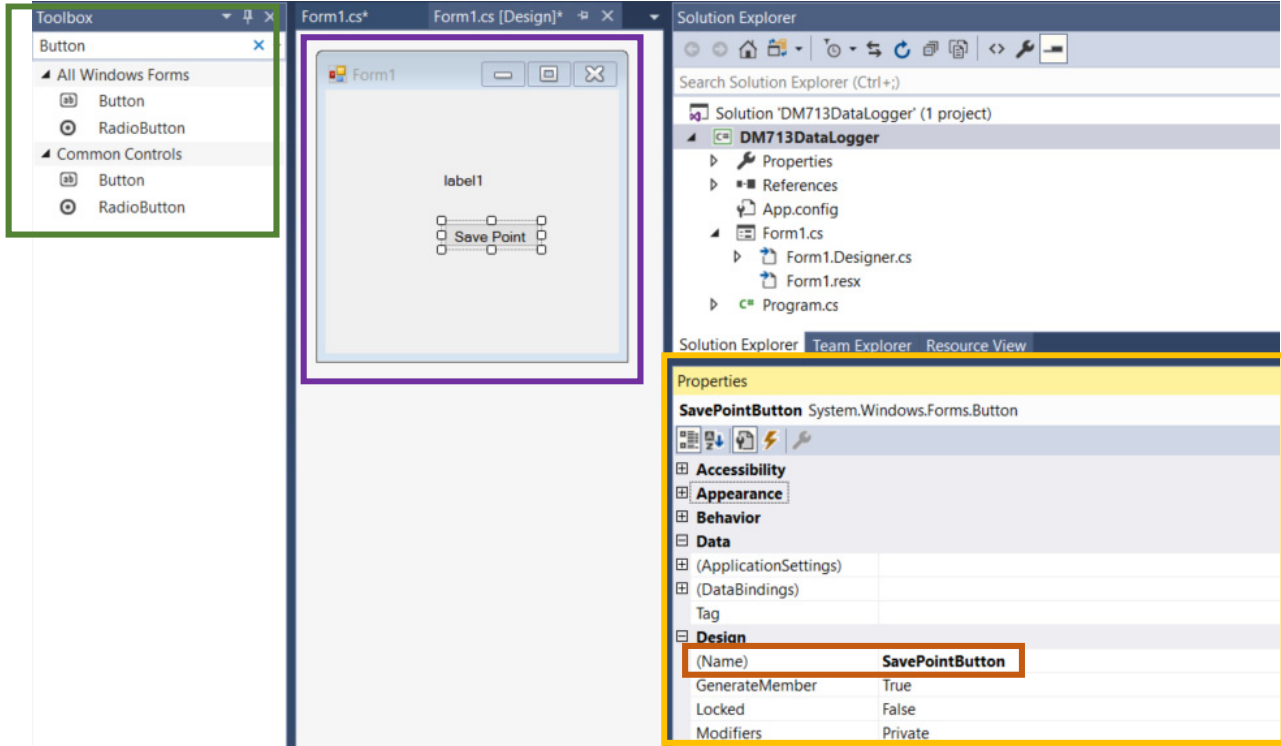 Toolbox
Button
All Windows Forms
Button
RadioButton
Common Controls
Button
RadioButton
Form1.cs*
Form1.cs [Design]*
Form1
label1
Save Point
Solution Explorer
Search Solution Explorer (Ctrl+;)
Solution 'DM713DataLogger' (1 project)
C# DM713DataLogger
Properties
References
App.config
Form1.cs
Form1.Designer.cs
Form1.resx
C# Program.cs
Solution Explorer Team Explorer Resource View
Properties
SavePointButton System.Windows.Forms.Button
Accessibility
Appearance
Behavior
Data
(ApplicationSettings)
(DataBindings)
Tag
Design
(Name) SavePointButton
GenerateMember True
Locked False
Modifiers Private